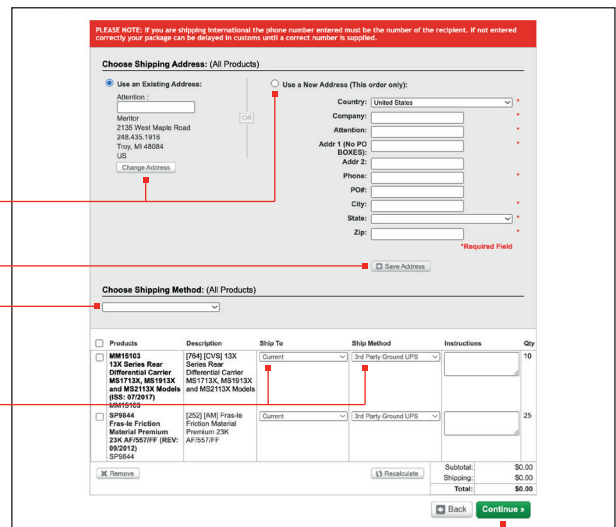 PLEASE NOTE: If you are shipping international the phone number entered must be the number of the recipient. If not entered
correctly your package can be delayed in customs until a correct number is supplied.
Choose Shipping Address: (All Products)
Use an Existing Address:
Attention :
Meritor
2135 West Maple Road
248.435.1916
Troy, MI 48084
US
Change Address
OR
Use a New Address (This order only):
Country: United States *
Company: *
Attention: *
Addr 1 (No PO
BOXES): *
Addr 2:
Phone: *
PO#:
City: *
State: *
Zip: *
*Required Field
Save Address
Choose Shipping Method: (All Products)
Products Description Ship To Ship Method Instructions Qty
MM15103
13X Series Rear
Differential Carrier
MS1713X, MS1913X
and MS2113X Models
(ISS: 07/2017)
MM15103
[764] [CVS] 13X
Series Rear
Differential Carrier
MS1713X, MS1913X
and MS2113X Models
Current
3rd Party Ground UPS
10
SP9844
Fras-le Friction
Material Premium
23K AF/557/FF (REV:
09/2012)
SP9844
[252] [AM] Fras-le
Friction Material
Premium 23K
AF/557/FF
Current
3rd Party Ground UPS
25
Remove
Recalculate
Subtotal: $0.00
Shipping: $0.00
Total: $0.00
Back
Continue »